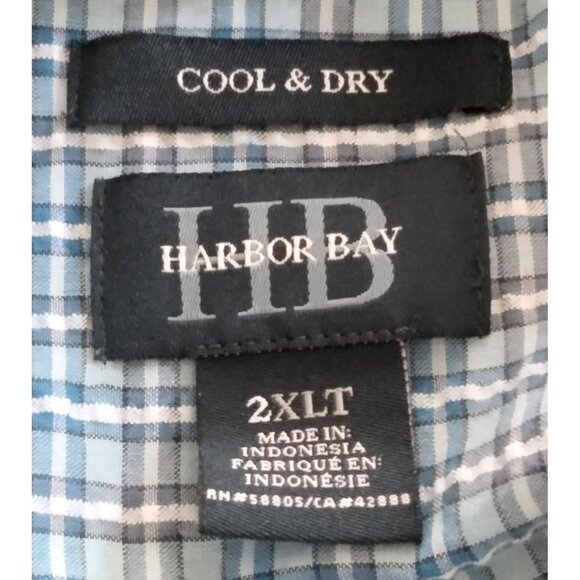 COOL & DRY
HB
HARBOR BAY
2XLT
MADE IN:
INDONESIA
FABRIQUÉ EN:
INDONÉSIE
RN#58805/CA#42888